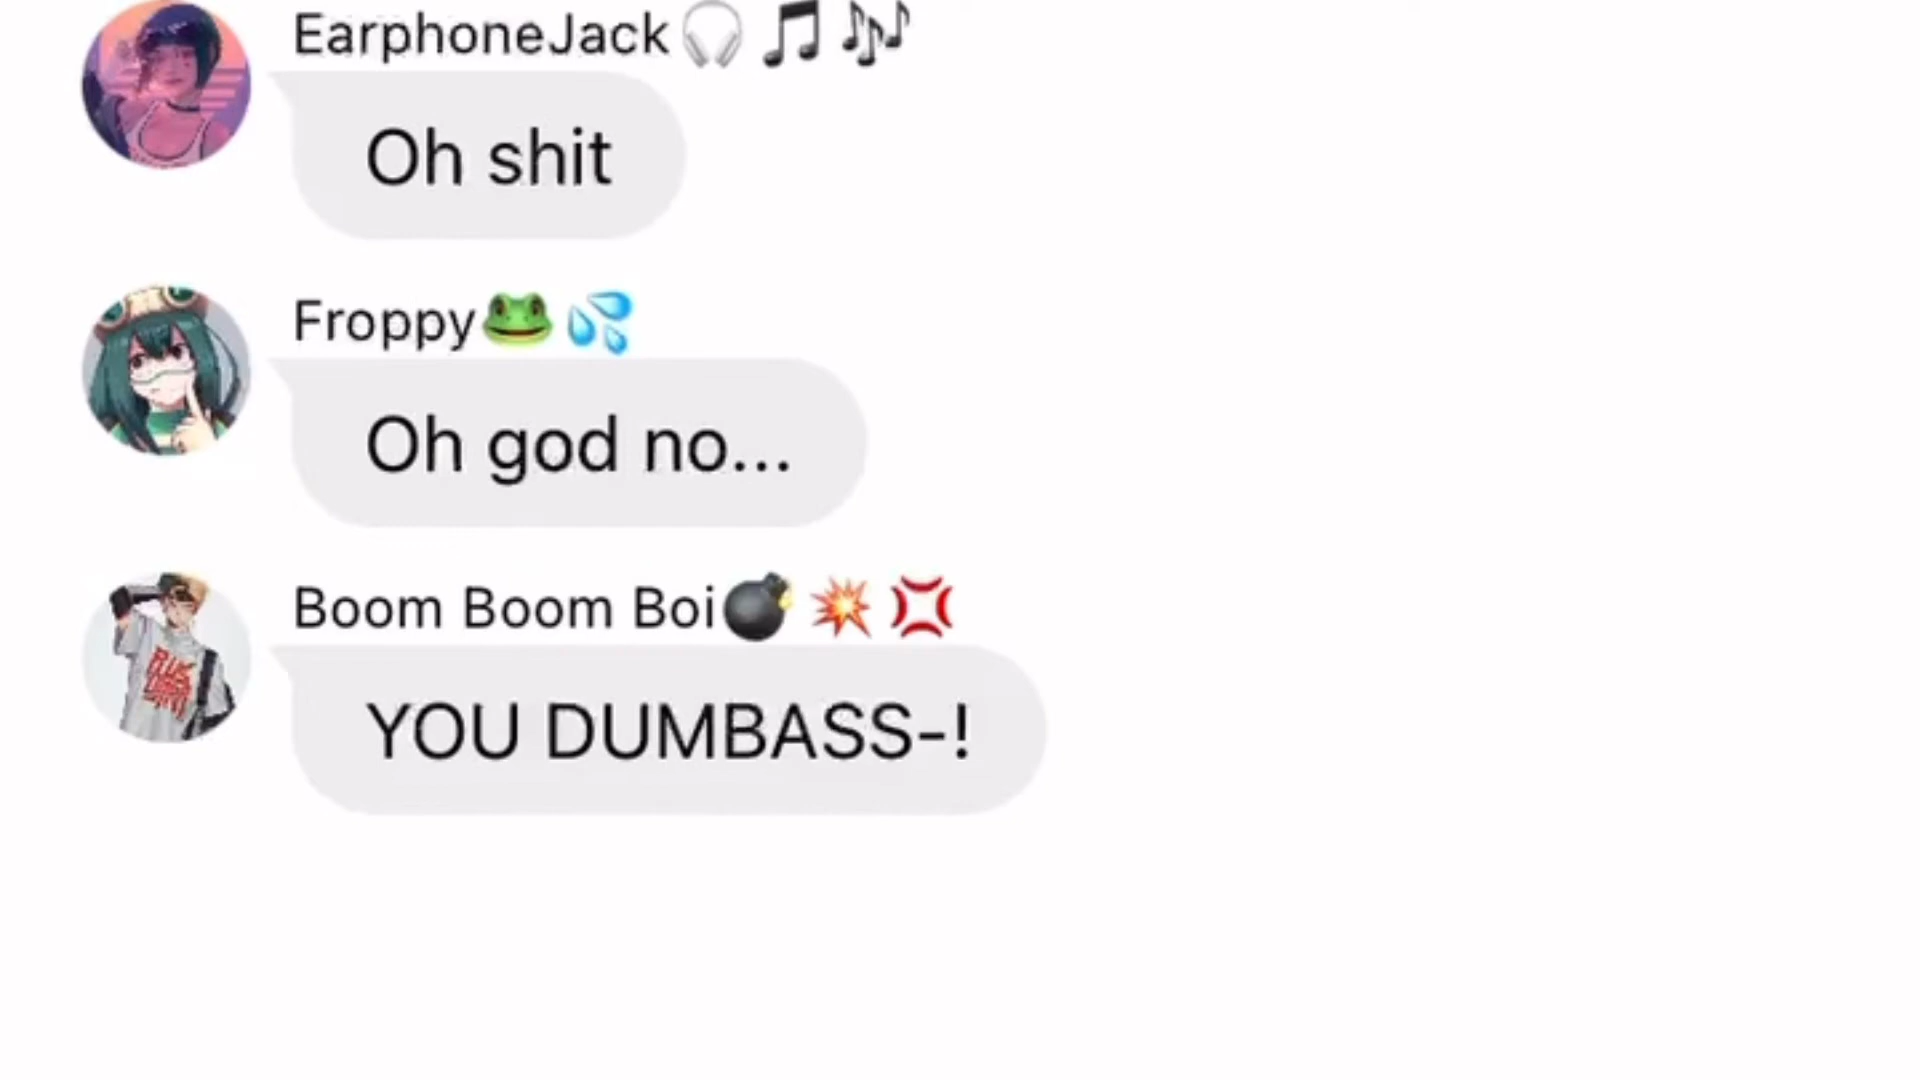 EarphoneJack🎧🎵🎶
Oh shit
Froppy🐸💦
Oh god no...
Boom Boom Boi💣💥💢
YOU DUMBASS-!